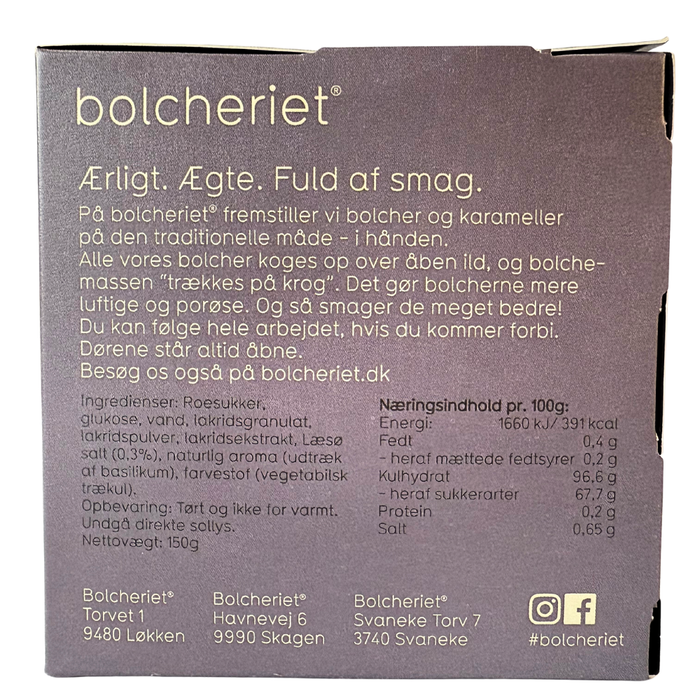 bolcheriet®
Ærligt. Ægte. Fuld af smag.
På bolcheriet® fremstiller vi bolcher og karameller
på den traditionelle måde - i hånden.
Alle vores bolcher koges op over åben ild, og bolche-
massen "trækkes på krog". Det gør bolcherne mere
luftige og porøse. Og så smager de meget bedre!
Du kan følge hele arbejdet, hvis du kommer forbi.
Dørene står altid åbne.
Besøg os også på bolcheriet.dk
Ingredienser: Roesukker,
glukose, vand, lakridsgranulat,
lakridspulver, lakridsekstrakt, Læsø
salt (0,3%), naturlig aroma (udtræk
af basilikum), farvestof (vegetabilsk
trækul).
Opbevaring: Tørt og ikke for varmt.
Undgå direkte sollys.
Nettovægt: 150g
Næringsindhold pr. 100g:
Energi: 1660 kJ/ 391 kcal
Fedt 0,4 g
- heraf mættede fedtsyrer 0,2 g
Kulhydrat 96,6 g
- heraf sukkerarter 67,7 g
Protein 0,2 g
Salt 0,65 g
Bolcheriet®
Torvet 1
9480 Løkken
Bolcheriet®
Havnevej 6
9990 Skagen
Bolcheriet®
Svaneke Torv 7
3740 Svaneke
#bolcheriet